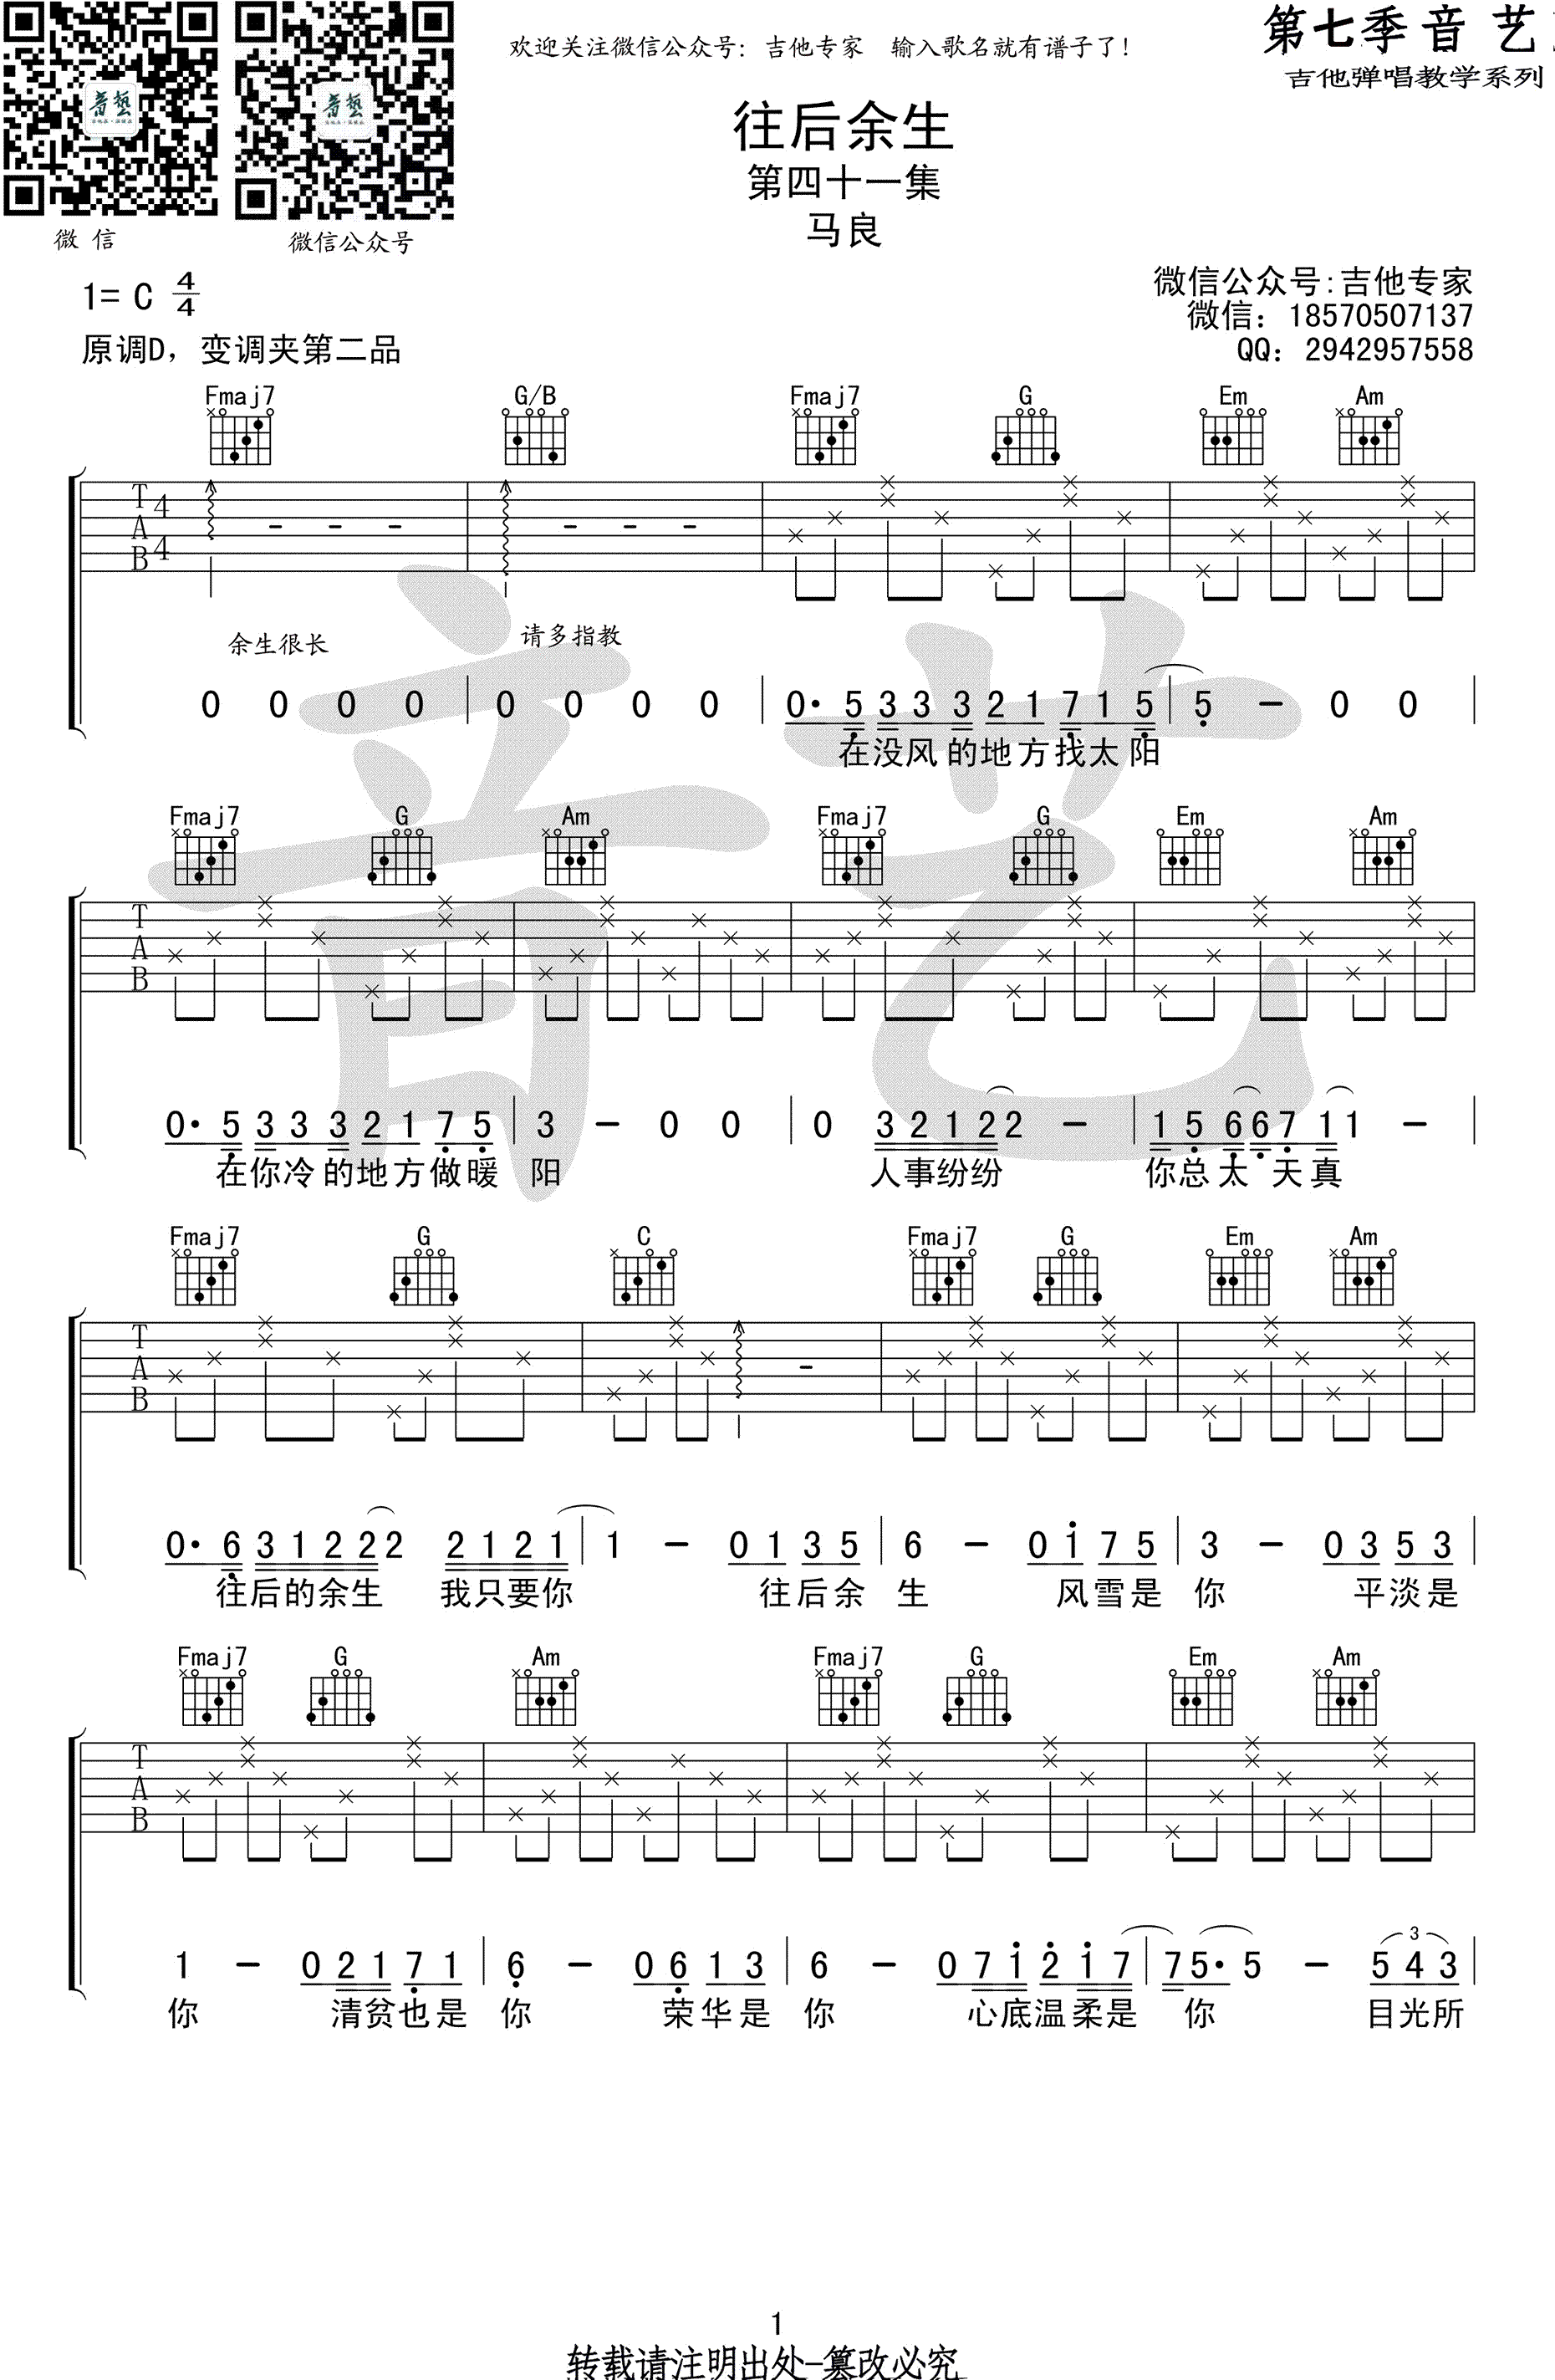 欢迎关注微信公众号：吉他专家 输入歌名就有谱子了！
第七季音艺
吉他弹唱教学系列
音藝
微信
音藝
微信公众号
往后余生
第四十一集
马良
1= C 4/4
原调D，变调夹第二品
微信公众号:吉他专家
微信：18570507137
QQ：2942957558
Fmaj7 G/B Fmaj7 G Em Am
T A B 4 4
余生很长 请多指教
0 0 0 0 | 0 0 0 0 | 0· 5 3 3 3 2 1 7 1 5 | 5 - 0 0 |
在没风的地方找太阳
Fmaj7 G Am Fmaj7 G Em Am
T A B
0· 5 3 3 3 2 1 7 5 | 3 - 0 0 | 0 3 2 1 2 2 - | 1 5 6 6 7 1 1 - |
在你冷的地方做暖 阳 人事纷纷 你总太天真
Fmaj7 G C Fmaj7 G Em Am
T A B
0· 6 3 1 2 2 2 2 1 2 1 | 1 - 0 1 3 5 | 6 - 0 1 7 5 | 3 - 0 3 5 3 |
往后的余生 我只要你 往后余 生 风雪是 你 平淡是
Fmaj7 G Am Fmaj7 G Em Am
T A B
1 - 0 2 1 7 1 | 6 - 0 6 1 3 | 6 - 0 7 1 2 1 7 | 7 5· 5 - 5 4 3 |
3
你 清贫也是 你 荣华是 你 心底温柔是 你 目光所
音艺
1
转载请注明出处-篡改必究